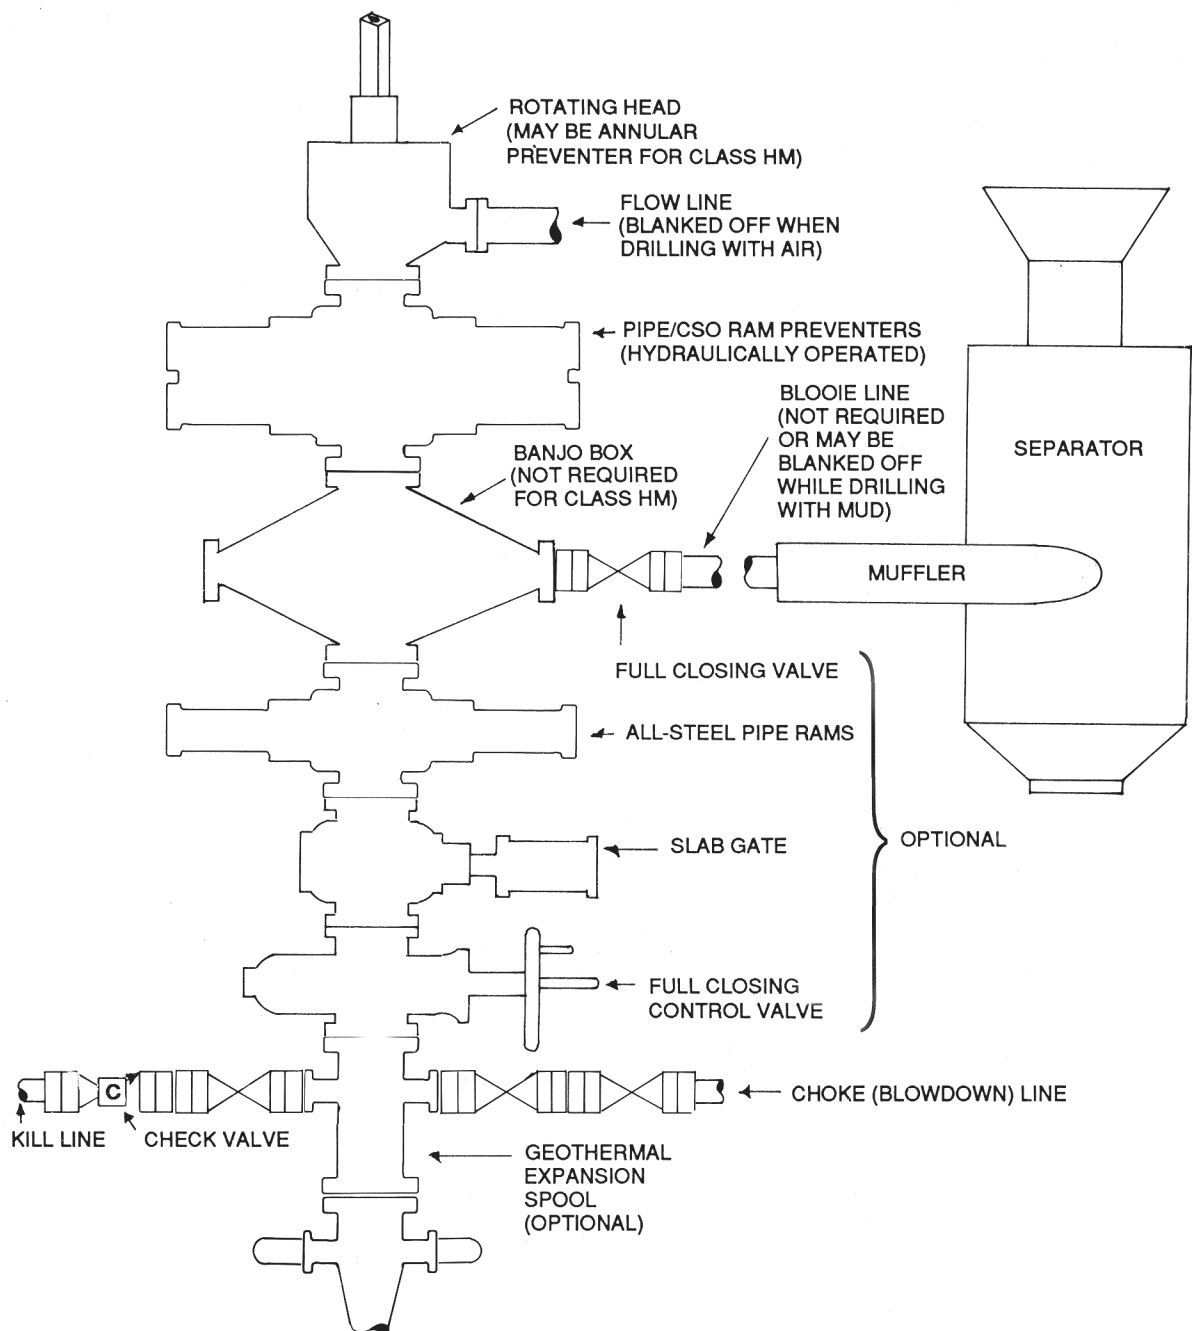 ROTATING HEAD
(MAY BE ANNULAR
PREVENTER FOR CLASS HM)
FLOW LINE
(BLANKED OFF WHEN
DRILLING WITH AIR)
PIPE/CSO RAM PREVENTERS
(HYDRAULICALLY OPERATED)
BLOOIE LINE
(NOT REQUIRED
OR MAY BE
BLANKED OFF
WHILE DRILLING
WITH MUD)
SEPARATOR
BANJO BOX
(NOT REQUIRED
FOR CLASS HM)
MUFFLER
FULL CLOSING VALVE
ALL-STEEL PIPE RAMS
SLAB GATE
OPTIONAL
FULL CLOSING
CONTROL VALVE
C
CHOKE (BLOWDOWN) LINE
KILL LINE
CHECK VALVE
GEOTHERMAL
EXPANSION
SPOOL
(OPTIONAL)